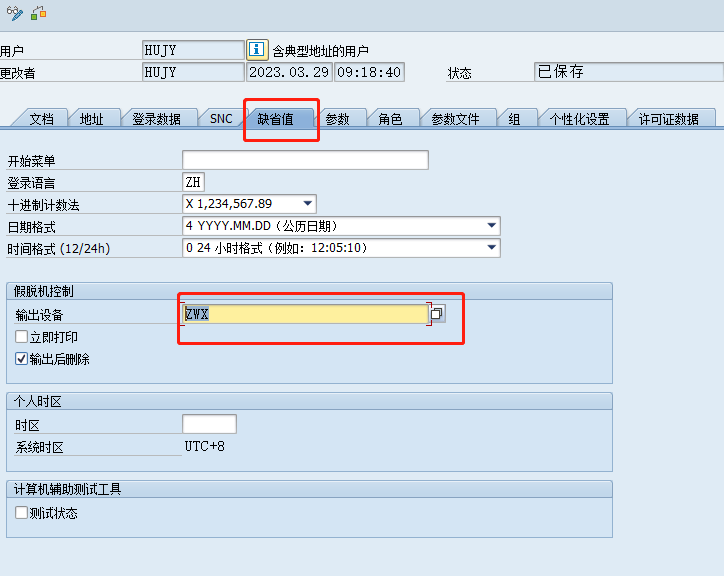 用户 HUJY 含典型地址的用户
更改者 HUJY 2023.03.29 09:18:40 状态 已保存
文档 地址 登录数据 SNC 缺省值 参数 角色 参数文件 组 个性化设置 许可证数据
开始菜单
登录语言 ZH
十进制计数法 X 1,234,567.89
日期格式 4 YYYY.MM.DD（公历日期）
时间格式 (12/24h) 0 24 小时格式（例如：12:05:10）
假脱机控制
输出设备 ZWX
立即打印
输出后删除
个人时区
时区
系统时区 UTC+8
计算机辅助测试工具
测试状态